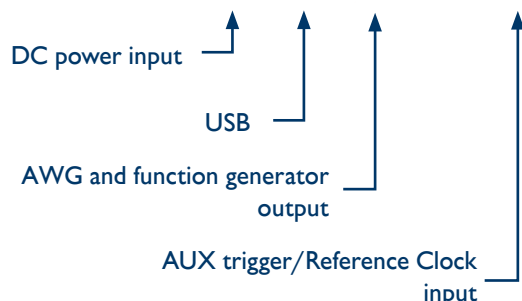 DC power input
USB
AWG and function generator
output
AUX trigger/Reference Clock
input